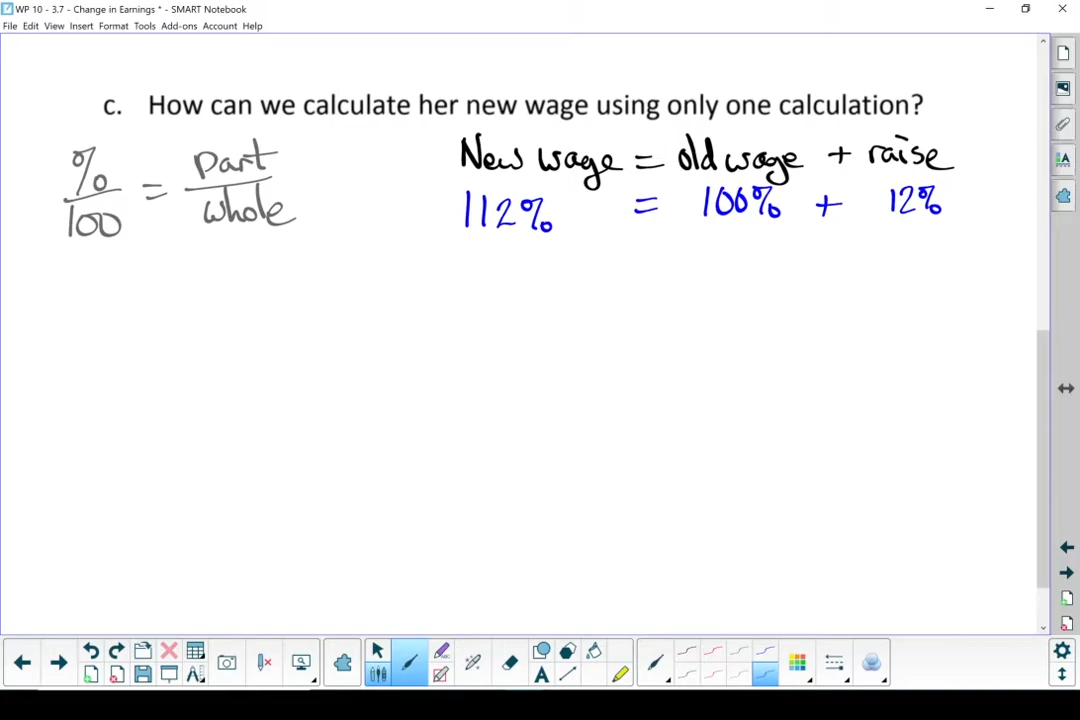 WP 10 - 3.7 - Change in Earnings * - SMART Notebook
File Edit View Insert Format Tools Add-ons Account Help
c. How can we calculate her new wage using only one calculation?
%/100 = Part/whole
New wage = old wage + raise
112% = 100% + 12%